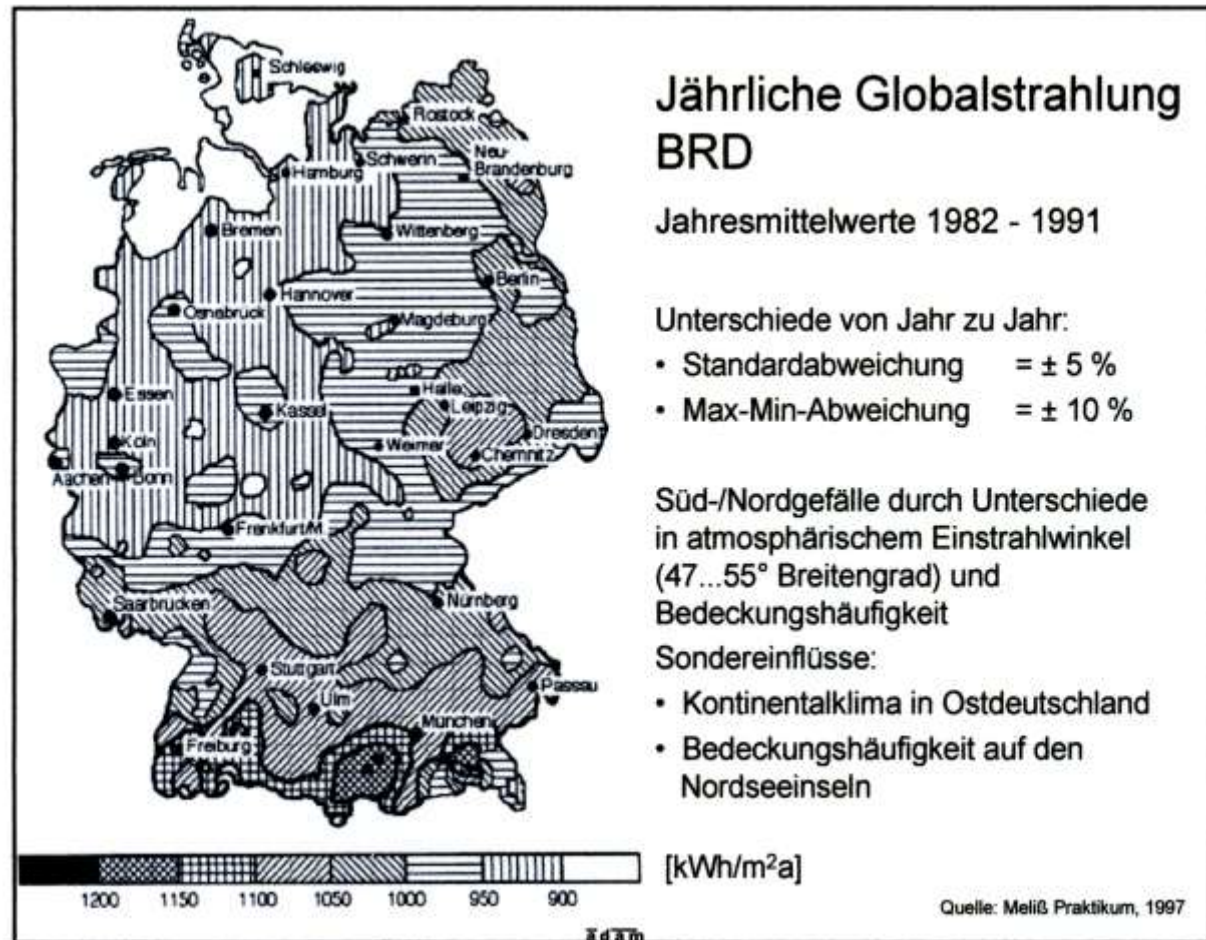 Schleswig
Rostock
Schwerin
Neu-
Brandenburg
Hamburg
Bremen
Wittenberg
Berlin
Hannover
Osnabrück
Magdeburg
Essen
Halle
Leipzig
Kassel
Köln
Weimar
Dresden
Chemnitz
Aachen
Bonn
Frankfurt/M
Saarbrücken
Nürnberg
Stuttgart
Passau
Ulm
München
Freiburg
1200 1150 1100 1050 1000 950 900
[kWh/m²a]
adam
Jährliche Globalstrahlung
BRD
Jahresmittelwerte 1982 - 1991
Unterschiede von Jahr zu Jahr:
• Standardabweichung = ± 5 %
• Max-Min-Abweichung = ± 10 %
Süd-/Nordgefälle durch Unterschiede
in atmosphärischem Einstrahlwinkel
(47...55° Breitengrad) und
Bedeckungshäufigkeit
Sondereinflüsse:
• Kontinentalklima in Ostdeutschland
• Bedeckungshäufigkeit auf den
Nordseeinseln
Quelle: Meliß Praktikum, 1997